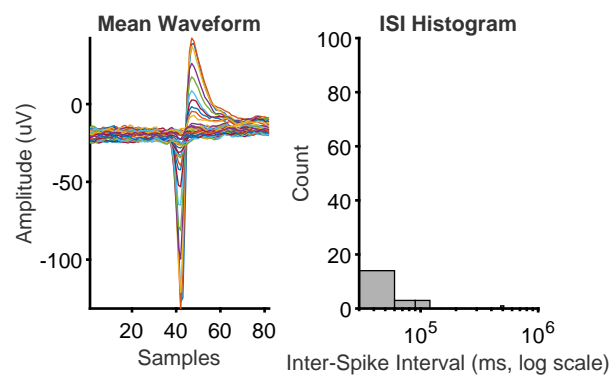 Mean Waveform
Amplitude (uV)
0
-50
-100
20 40 60 80
Samples
ISI Histogram
Count
100
80
60
40
20
0
10^5 10^6
Inter-Spike Interval (ms, log scale)